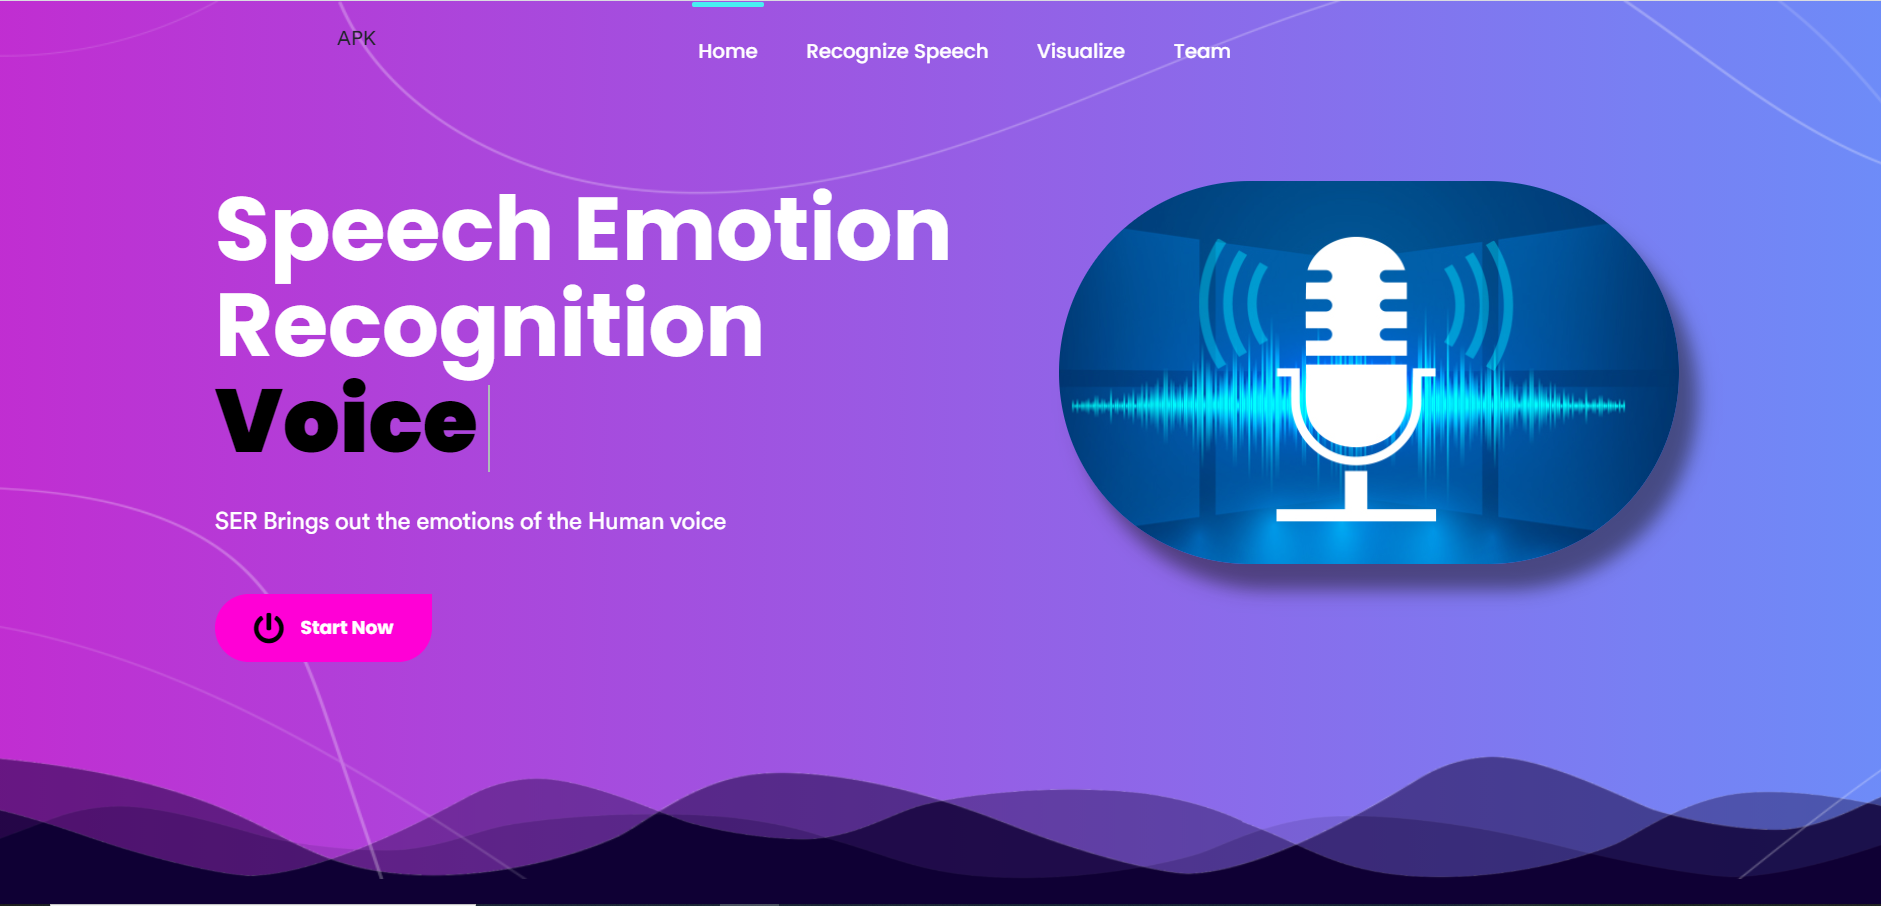 APK
Home Recognize Speech Visualize Team
Speech Emotion
Recognition
Voice
SER Brings out the emotions of the Human voice
Start Now